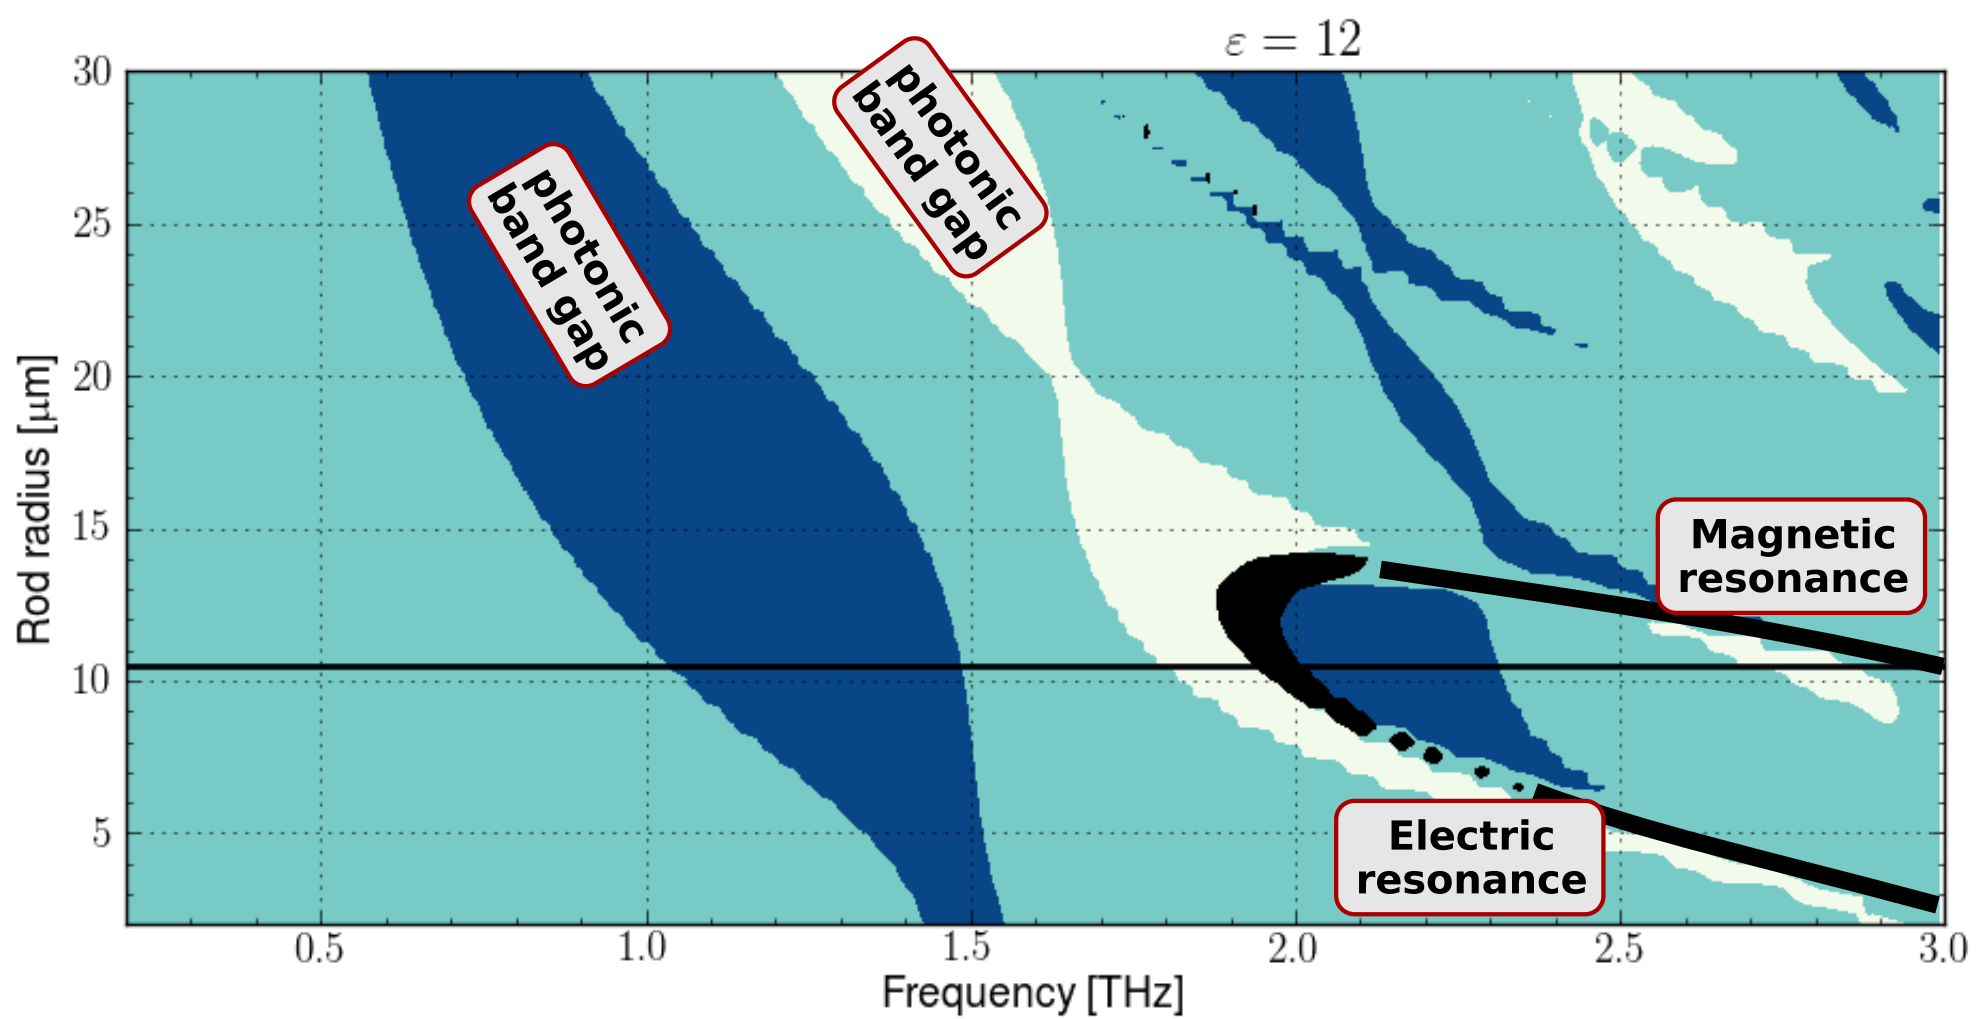 ε = 12
30
25
20
15
10
5
Rod radius [μm]
photonic
band gap
photonic
band gap
Magnetic
resonance
Electric
resonance
0.5 1.0 1.5 2.0 2.5 3.0
Frequency [THz]